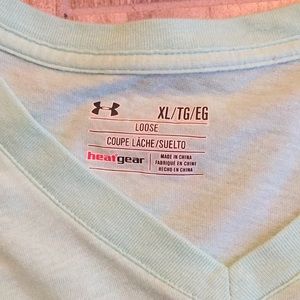 XL/TG/EG
LOOSE
COUPE LÂCHE/SUELTO
heatgear
MADE IN CHINA
FABRIQUÉ EN CHINE
HECHO EN CHINA